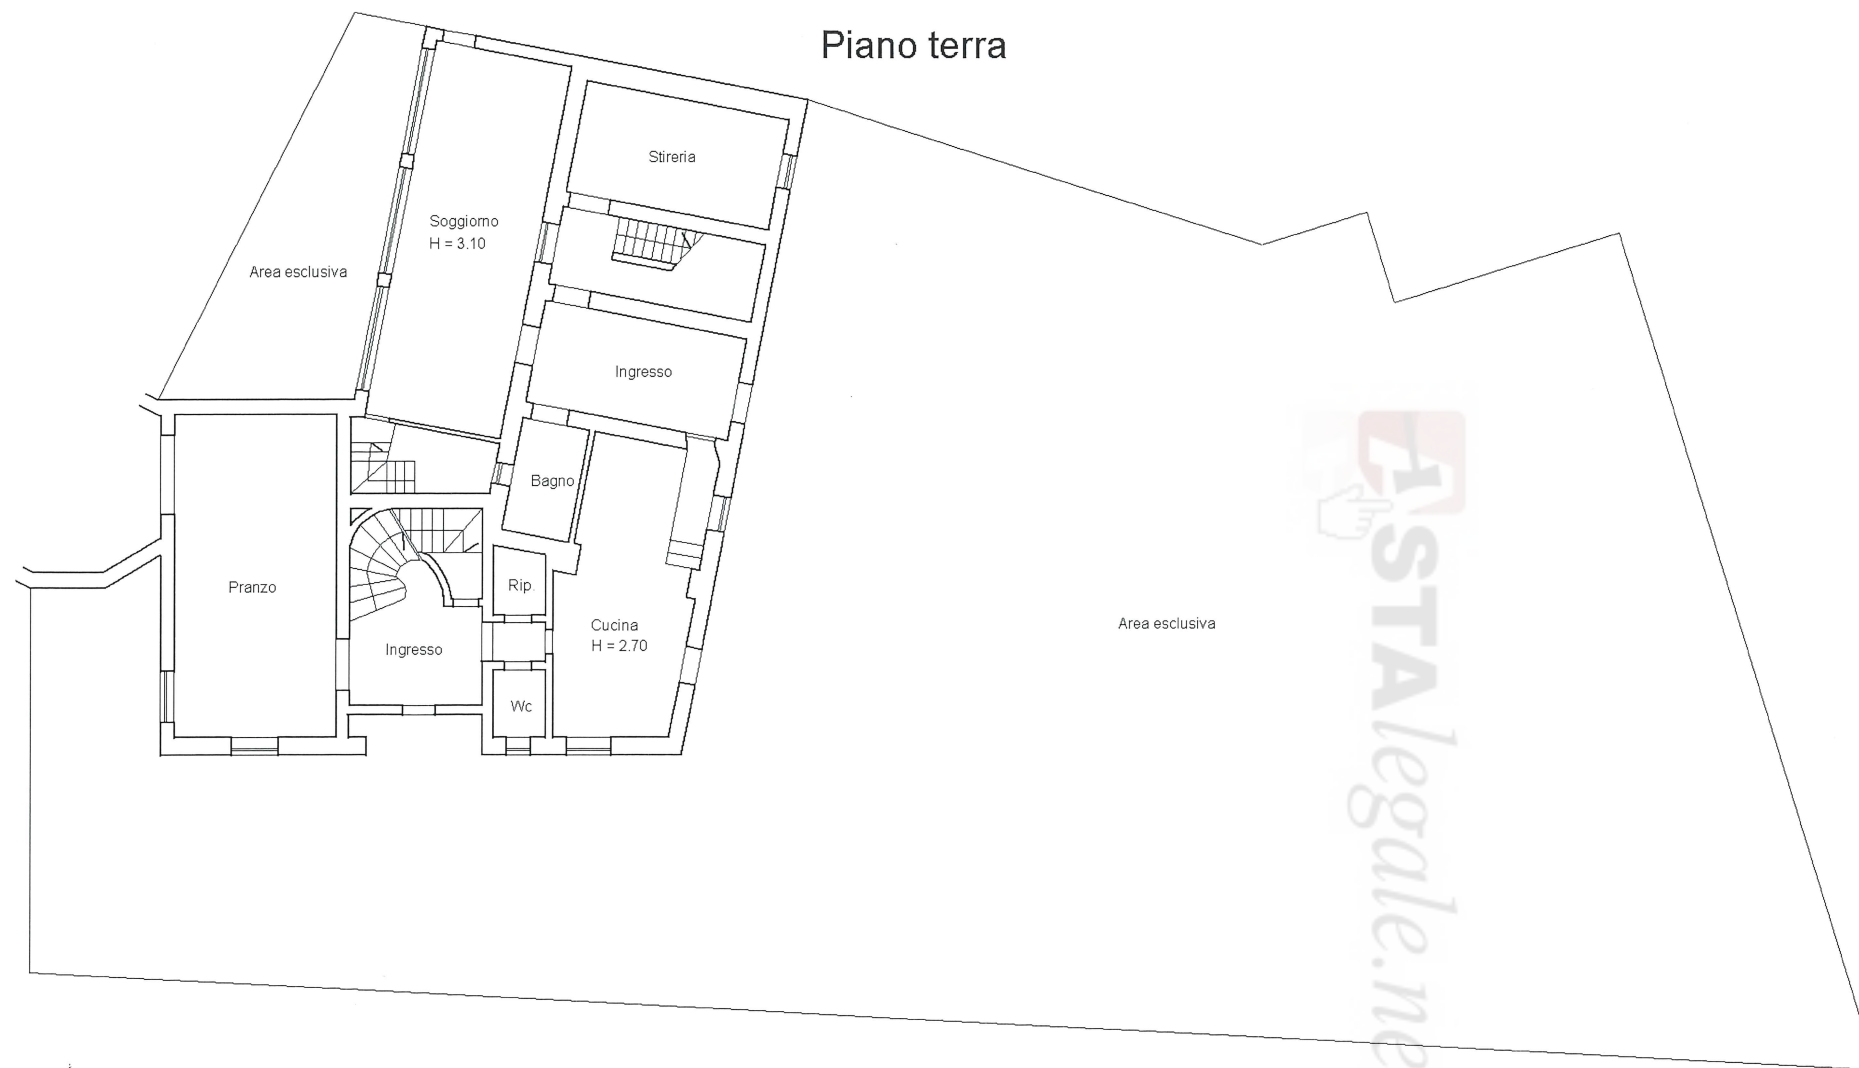 Piano terra
Stireria
Soggiorno
H = 3.10
Area esclusiva
Ingresso
Bagno
Pranzo
Rip.
Cucina
H = 2.70
Area esclusiva
Ingresso
Wc
ASTAlegale.ne